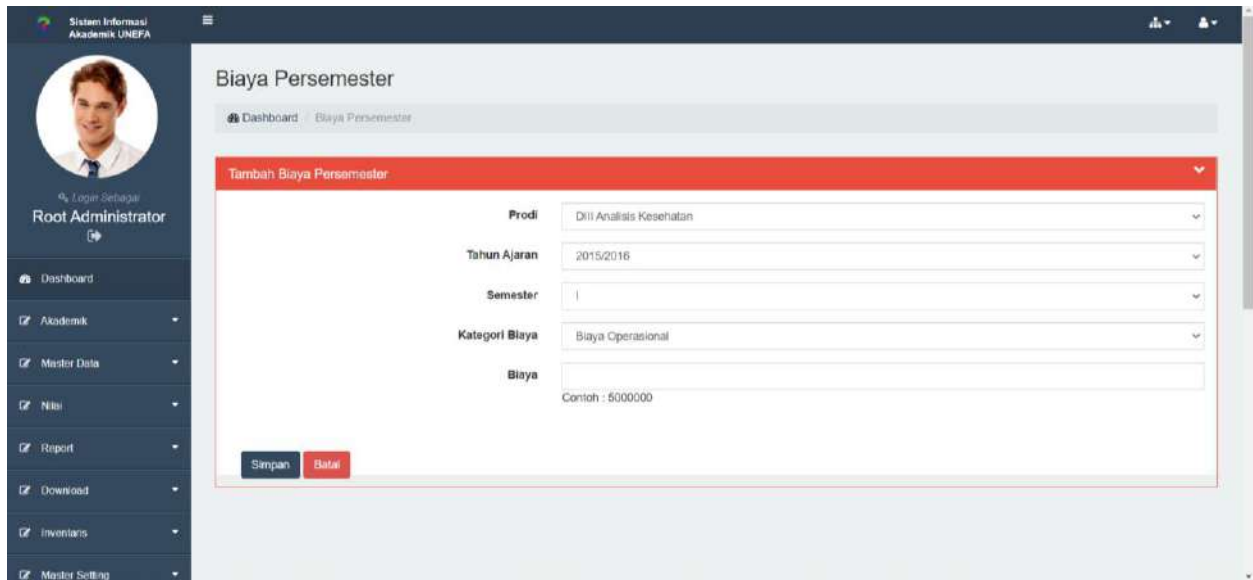 Sistem Informasi
Akademik UNEFA
Login Sebagai
Root Administrator
Dashboard
Akademik
Master Data
Nilai
Report
Download
Inventaris
Master Setting
Biaya Persemester
Dashboard / Biaya Persemester
Tambah Biaya Persemester
Prodi DIII Analisis Kesehatan
Tahun Ajaran 2015/2016
Semester I
Kategori Biaya Biaya Operasional
Biaya
Contoh : 5000000
Simpan Batal